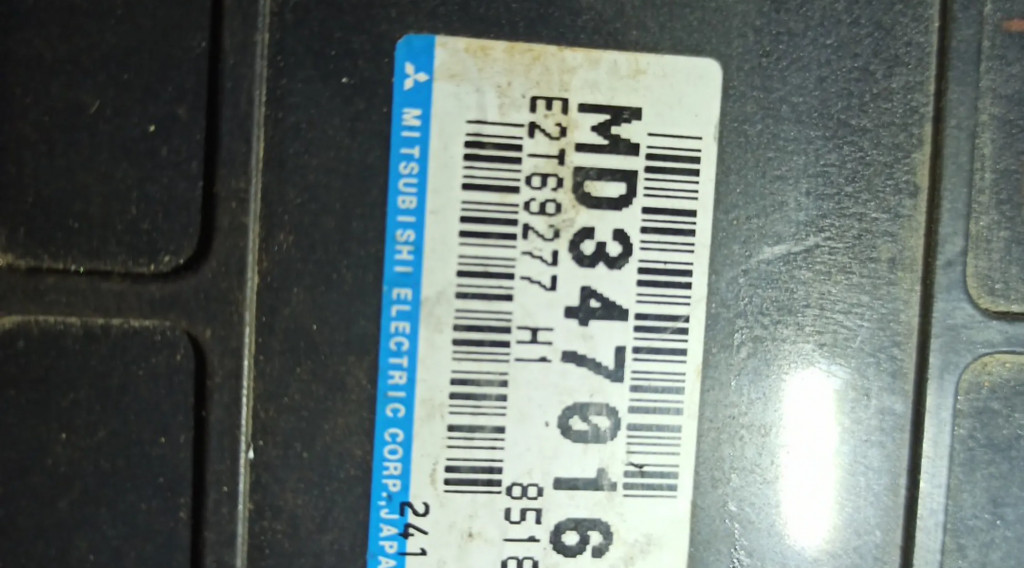 MD347016
E2T69277 H1 8518
MITSUBISHI ELECTRIC CORP.,JAPA 241